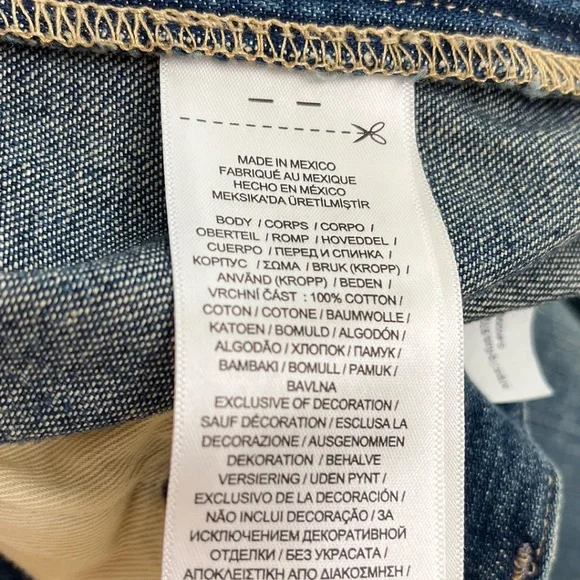 MADE IN MEXICO
FABRIQUÉ AU MEXIQUE
HECHO EN MÉXICO
MEKSIKA'DA ÜRETİLMİŞTİR
BODY / CORPS / CORPO /
OBERTEIL / ROMP / HOVEDDEL /
CUERPO / ПЕРЕД И СПИНКА /
КОРПУС / ΣΩΜΑ / BRUK (KROPP) /
ANVÄND (KROPP) / BEDEN /
VRCHNÍ ČÁST : 100% COTTON /
COTON / COTONE / BAUMWOLLE /
KATOEN / BOMULD / ALGODÓN /
ALGODÃO / ХЛОПОК / ПАМУК /
BAMBAKI / BOMULL / PAMUK /
BAVLNA
EXCLUSIVE OF DECORATION /
SAUF DÉCORATION / ESCLUSA LA
DECORAZIONE / AUSGENOMMEN
DEKORATION / BEHALVE
VERSIERING / UDEN PYNT /
EXCLUSIVO DE LA DECORACIÓN /
NÃO INCLUI DECORAÇÃO / ЗА
ИСКЛЮЧЕНИЕМ ДЕКОРАТИВНОЙ
ОТДЕЛКИ / БЕЗ УКРАСАТА /
ΑΠΟΚΛΕΙΣΤΙΚΗ ΑΠΟ ΔΙΑΚΟΣΜΗΣΗ /